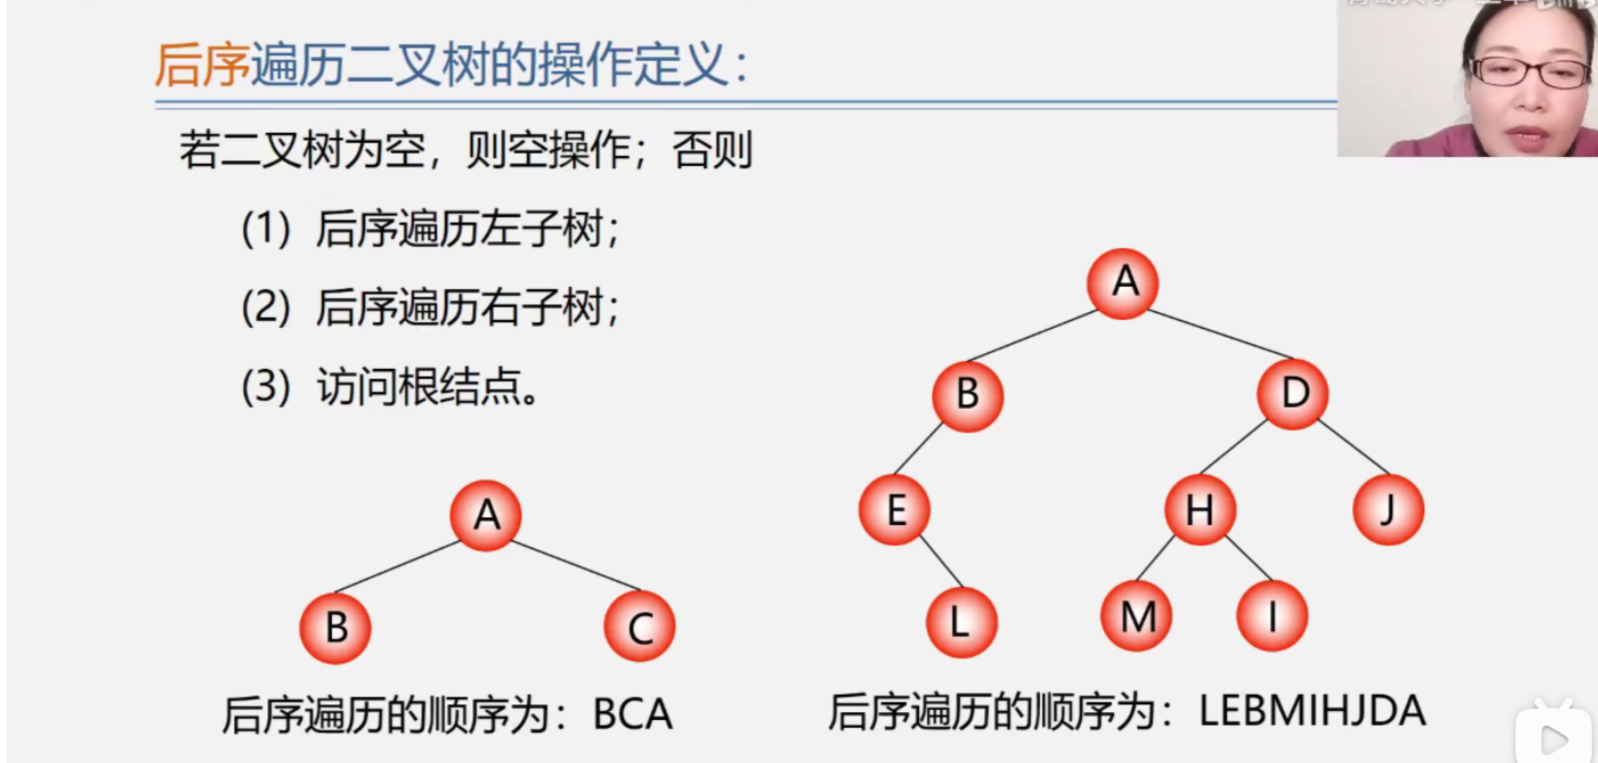 后序遍历二叉树的操作定义：
若二叉树为空，则空操作；否则
(1) 后序遍历左子树；
(2) 后序遍历右子树；
(3) 访问根结点。
A
B
C
后序遍历的顺序为：BCA
A
B
D
E
H
J
L
M
I
后序遍历的顺序为：LEBMIHJDA